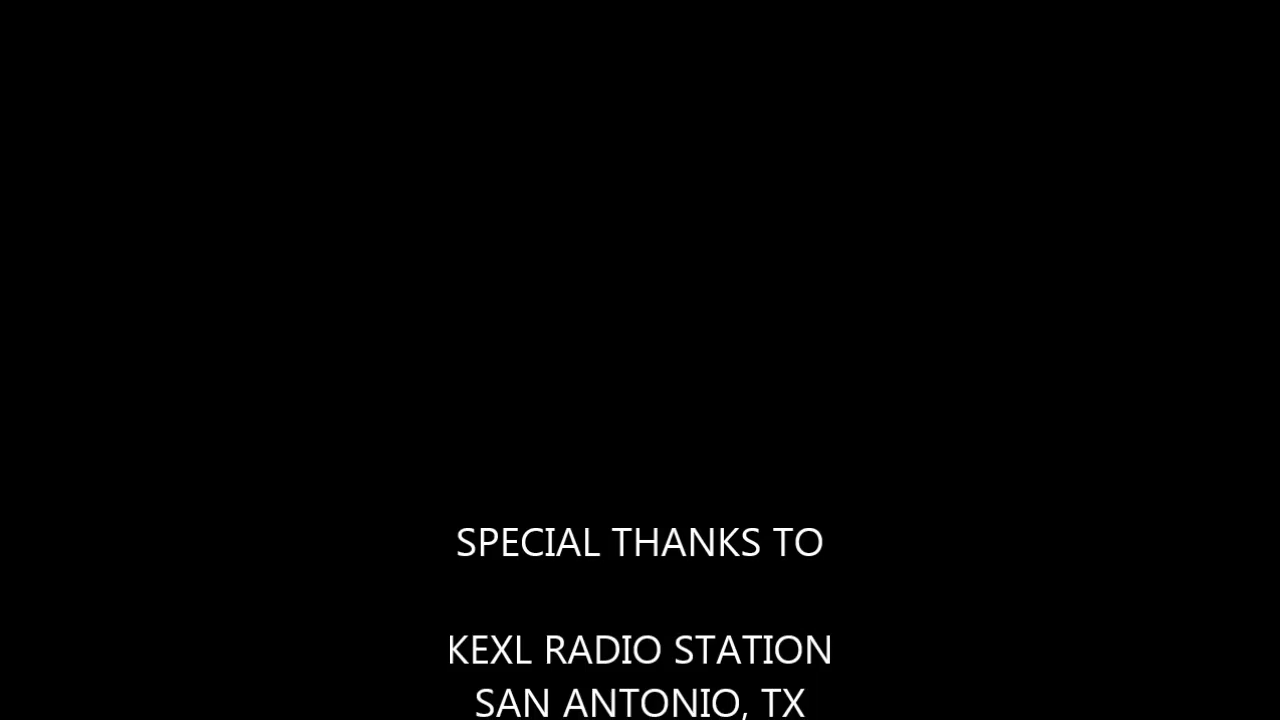 SPECIAL THANKS TO
KEXL RADIO STATION
SAN ANTONIO, TX